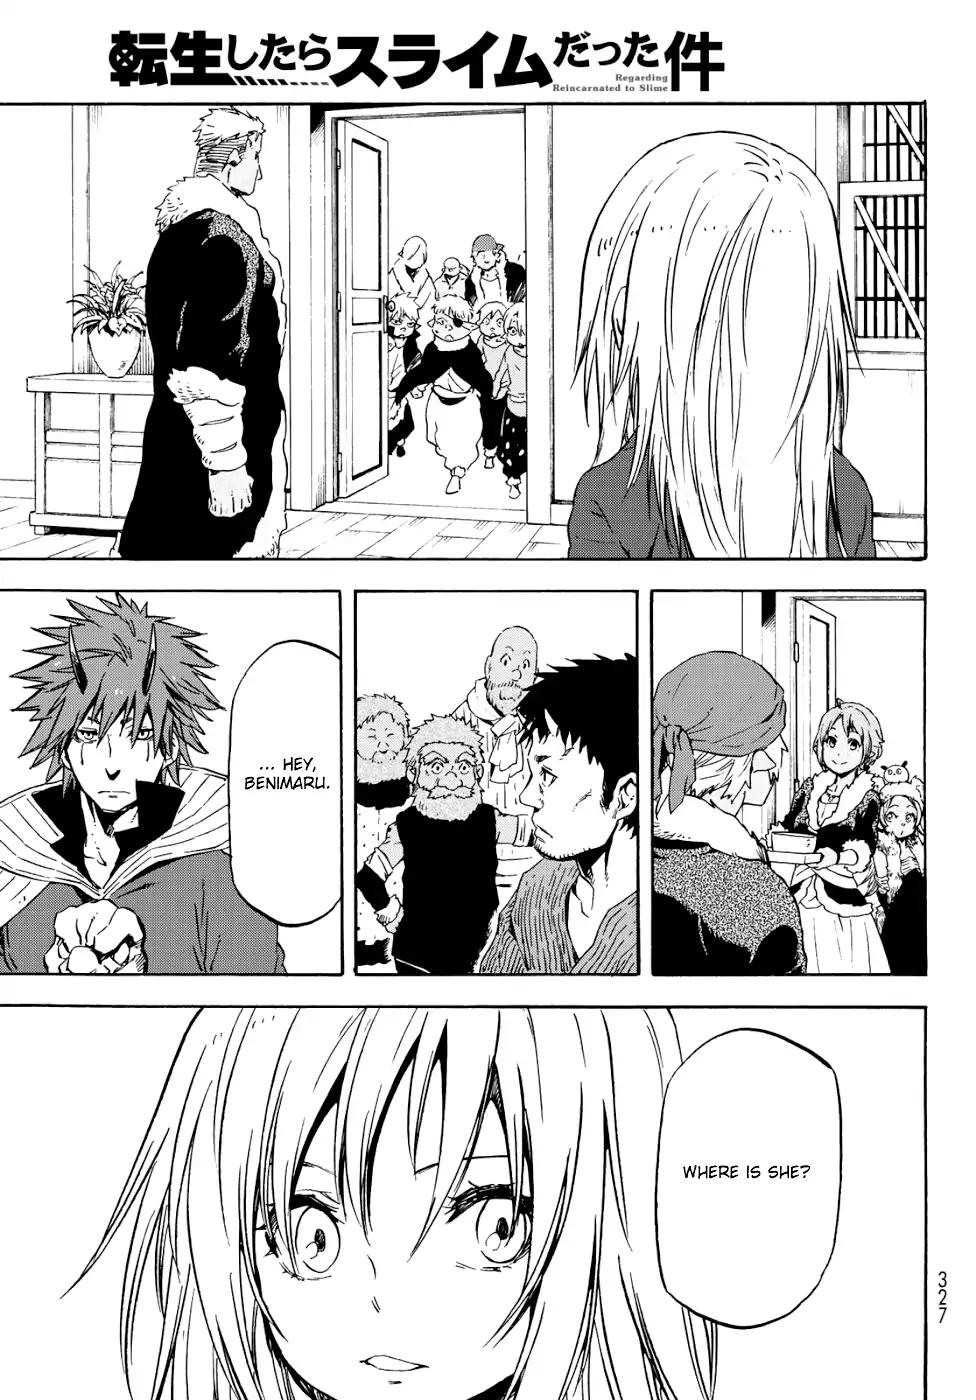 転生したらスライムだった件
Regarding
Reincarnated to Slime
... HEY,
BENIMARU.
WHERE IS SHE?
327